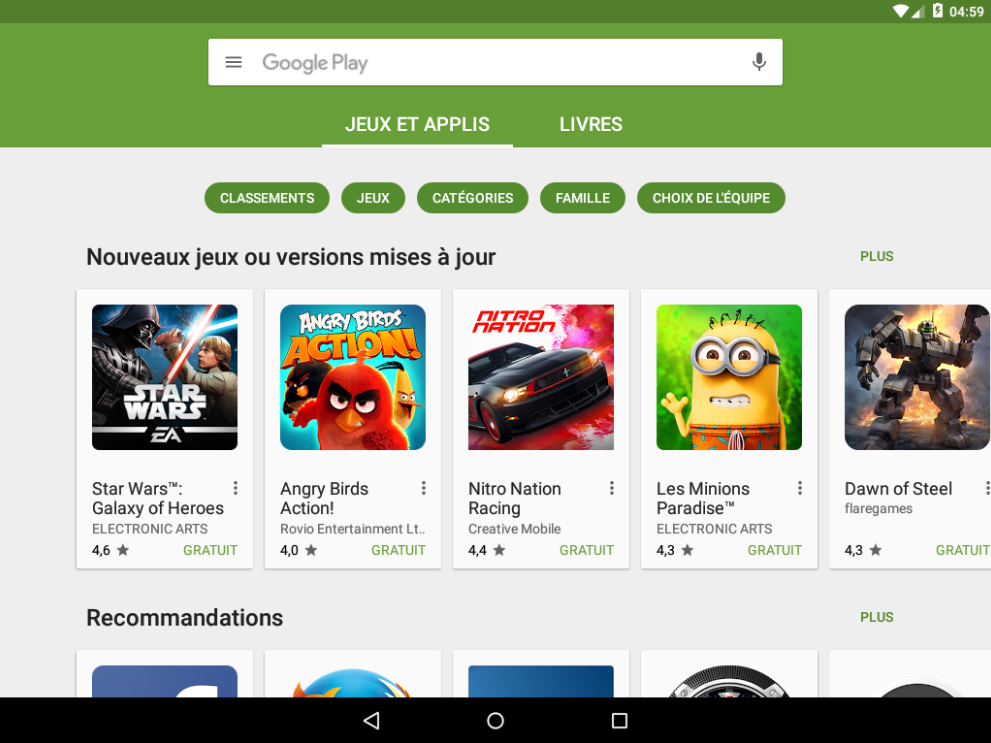 04:59
Google Play
JEUX ET APPLIS
LIVRES
CLASSEMENTS
JEUX
CATÉGORIES
FAMILLE
CHOIX DE L'ÉQUIPE
Nouveaux jeux ou versions mises à jour
PLUS
STAR
WARS
EA
ANGRY BIRDS
ACTION!
NITRO
NATION
Star Wars™:
Galaxy of Heroes
ELECTRONIC ARTS
4,6 ★
GRATUIT
Angry Birds
Action!
Rovio Entertainment Lt..
4,0 ★
GRATUIT
Nitro Nation
Racing
Creative Mobile
4,4 ★
GRATUIT
Les Minions
Paradise™
ELECTRONIC ARTS
4,3 ★
GRATUIT
Dawn of Steel
flaregames
4,3 ★
GRATUIT
Recommandations
PLUS